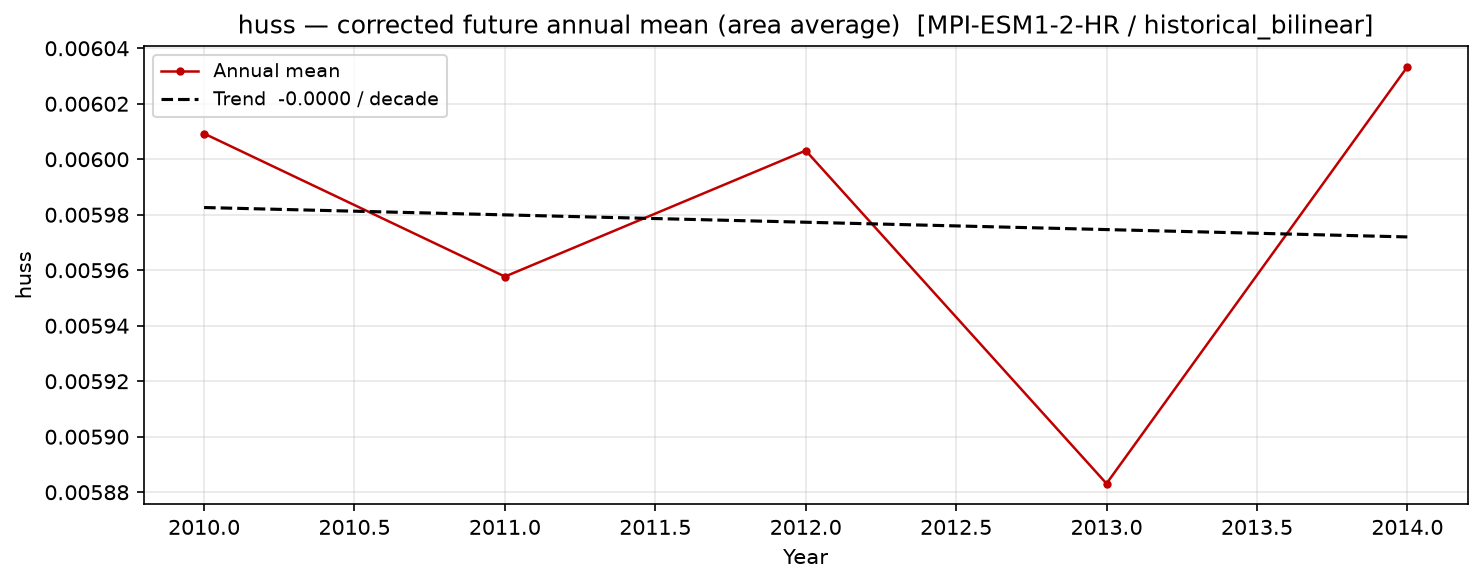 huss — corrected future annual mean (area average)  [MPI-ESM1-2-HR / historical_bilinear]
Annual mean
Trend  -0.0000 / decade
0.00604
0.00602
0.00600
0.00598
0.00596
0.00594
0.00592
0.00590
0.00588
huss
2010.0 2010.5 2011.0 2011.5 2012.0 2012.5 2013.0 2013.5 2014.0
Year